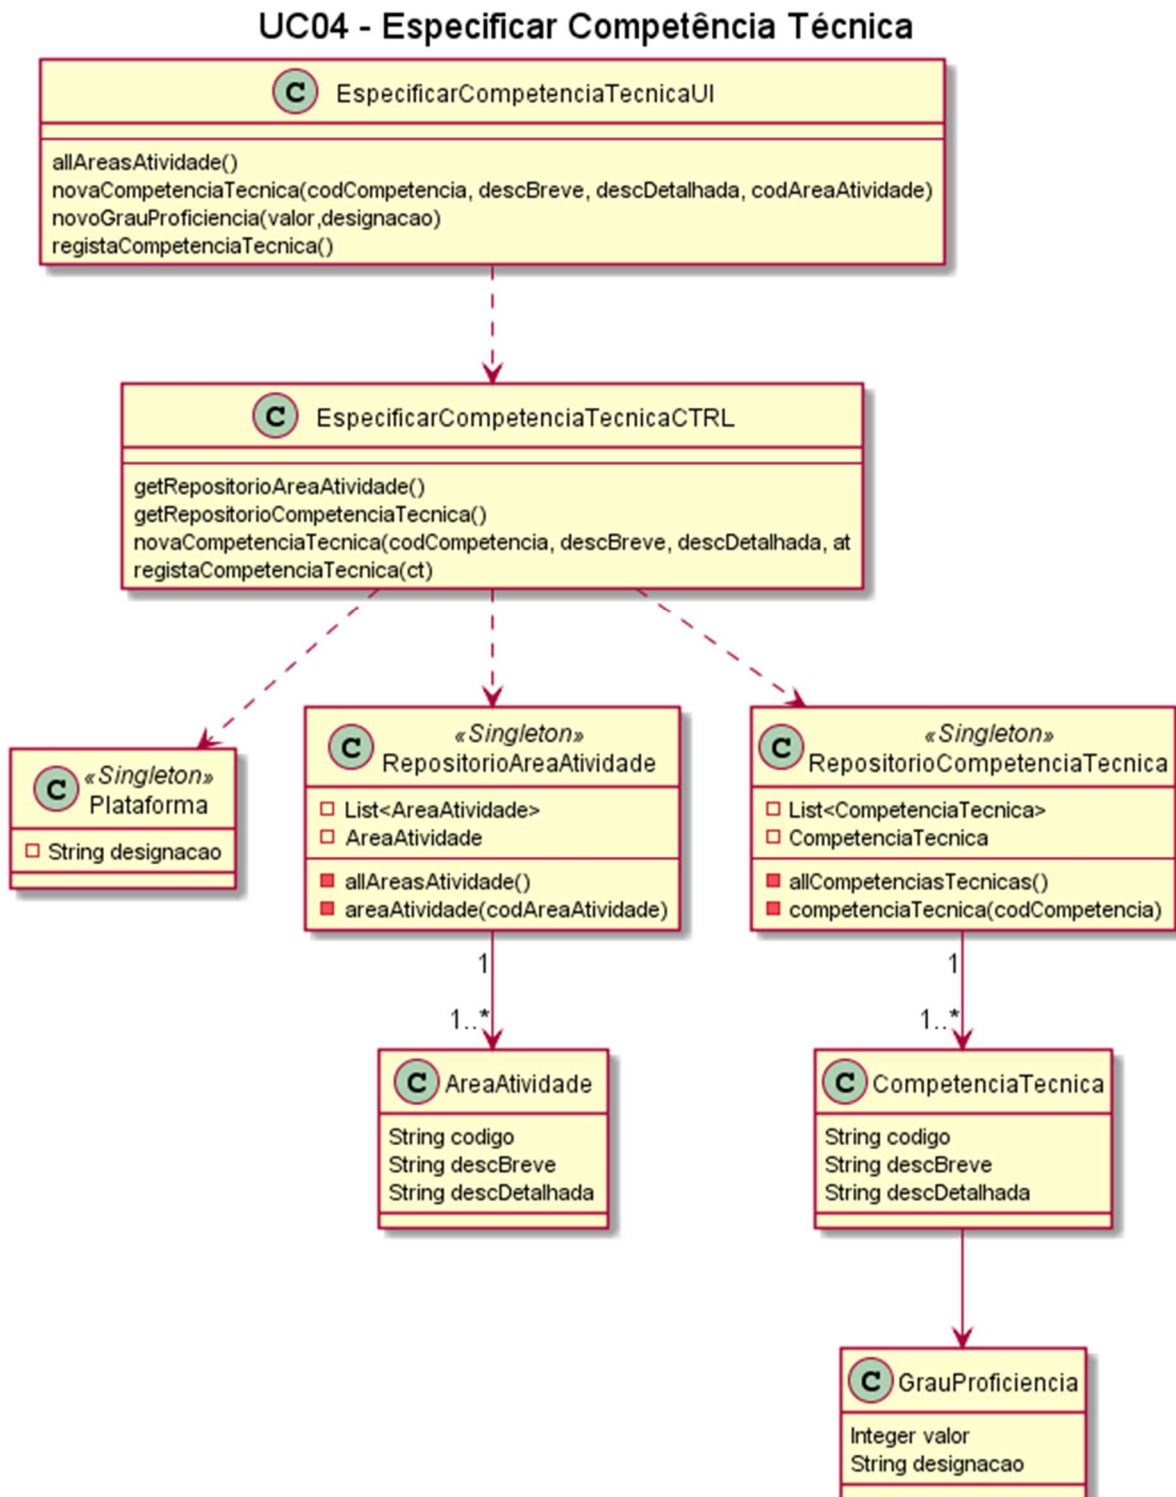 UC04 - Especificar Competência Técnica
C EspecificarCompetenciaTecnicaUI
allAreasAtividade()
novaCompetenciaTecnica(codCompetencia, descBreve, descDetalhada, codAreaAtividade)
novoGrauProficiencia(valor,designacao)
registaCompetenciaTecnica()
C EspecificarCompetenciaTecnicaCTRL
getRepositorioAreaAtividade()
getRepositorioCompetenciaTecnica()
novaCompetenciaTecnica(codCompetencia, descBreve, descDetalhada, at
registaCompetenciaTecnica(ct)
C «Singleton»
Plataforma
String designacao
C «Singleton»
RepositorioAreaAtividade
List<AreaAtividade>
AreaAtividade
allAreasAtividade()
areaAtividade(codAreaAtividade)
C «Singleton»
RepositorioCompetenciaTecnica
List<CompetenciaTecnica>
CompetenciaTecnica
allCompetenciasTecnicas()
competenciaTecnica(codCompetencia)
1
1..*
1
1..*
C AreaAtividade
String codigo
String descBreve
String descDetalhada
C CompetenciaTecnica
String codigo
String descBreve
String descDetalhada
C GrauProficiencia
Integer valor
String designacao